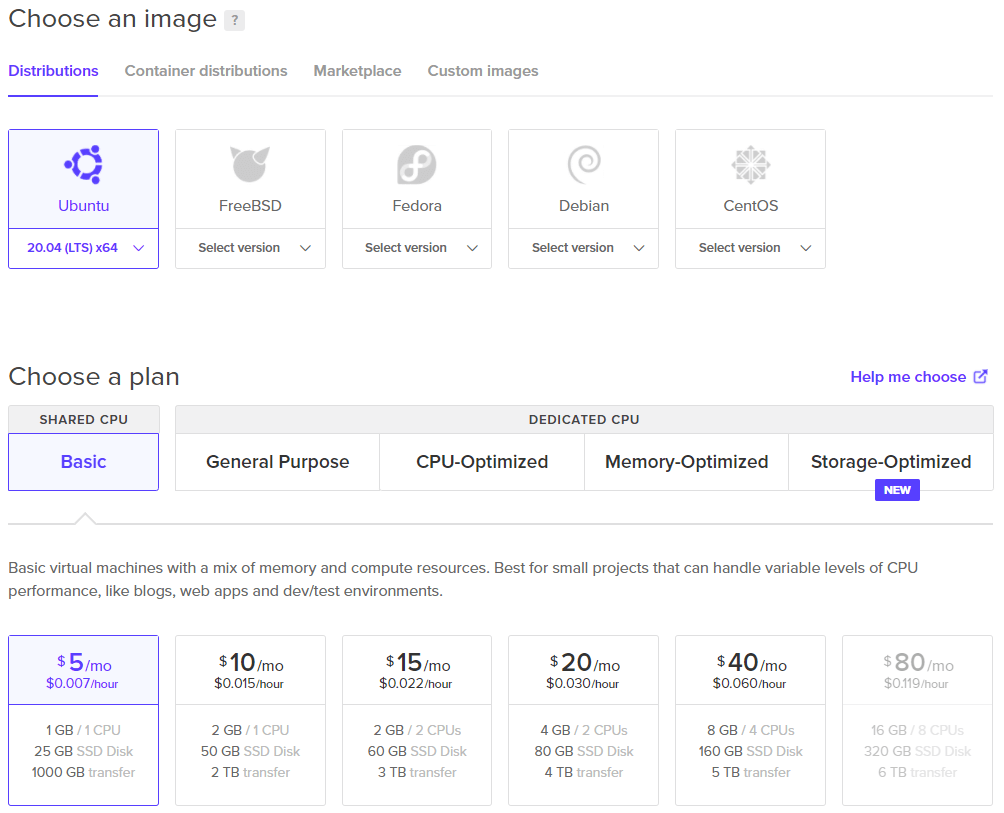 Choose an image ?
Distributions Container distributions Marketplace Custom images
Ubuntu FreeBSD Fedora Debian CentOS
20.04 (LTS) x64 Select version Select version Select version Select version
Choose a plan Help me choose
SHARED CPU DEDICATED CPU
Basic General Purpose CPU-Optimized Memory-Optimized Storage-Optimized
NEW
Basic virtual machines with a mix of memory and compute resources. Best for small projects that can handle variable levels of CPU
performance, like blogs, web apps and dev/test environments.
$5/mo $10/mo $15/mo $20/mo $40/mo $80/mo
$0.007/hour $0.015/hour $0.022/hour $0.030/hour $0.060/hour $0.119/hour
1 GB / 1 CPU 2 GB / 1 CPU 2 GB / 2 CPUs 4 GB / 2 CPUs 8 GB / 4 CPUs 16 GB / 8 CPUs
25 GB SSD Disk 50 GB SSD Disk 60 GB SSD Disk 80 GB SSD Disk 160 GB SSD Disk 320 GB SSD Disk
1000 GB transfer 2 TB transfer 3 TB transfer 4 TB transfer 5 TB transfer 6 TB transfer